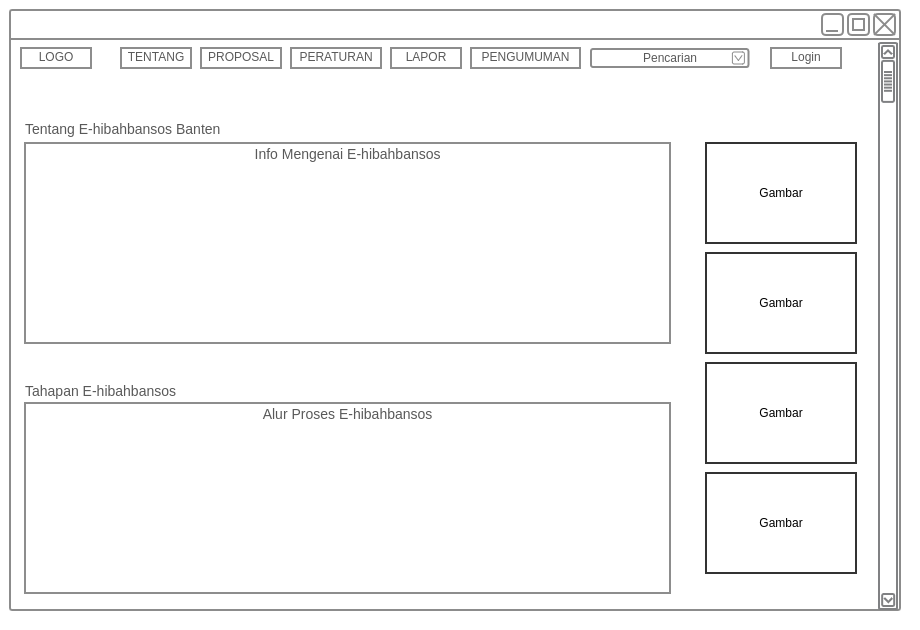 LOGO
TENTANG
PROPOSAL
PERATURAN
LAPOR
PENGUMUMAN
Pencarian
Login
Tentang E-hibahbansos Banten
Info Mengenai E-hibahbansos
Gambar
Gambar
Tahapan E-hibahbansos
Alur Proses E-hibahbansos
Gambar
Gambar